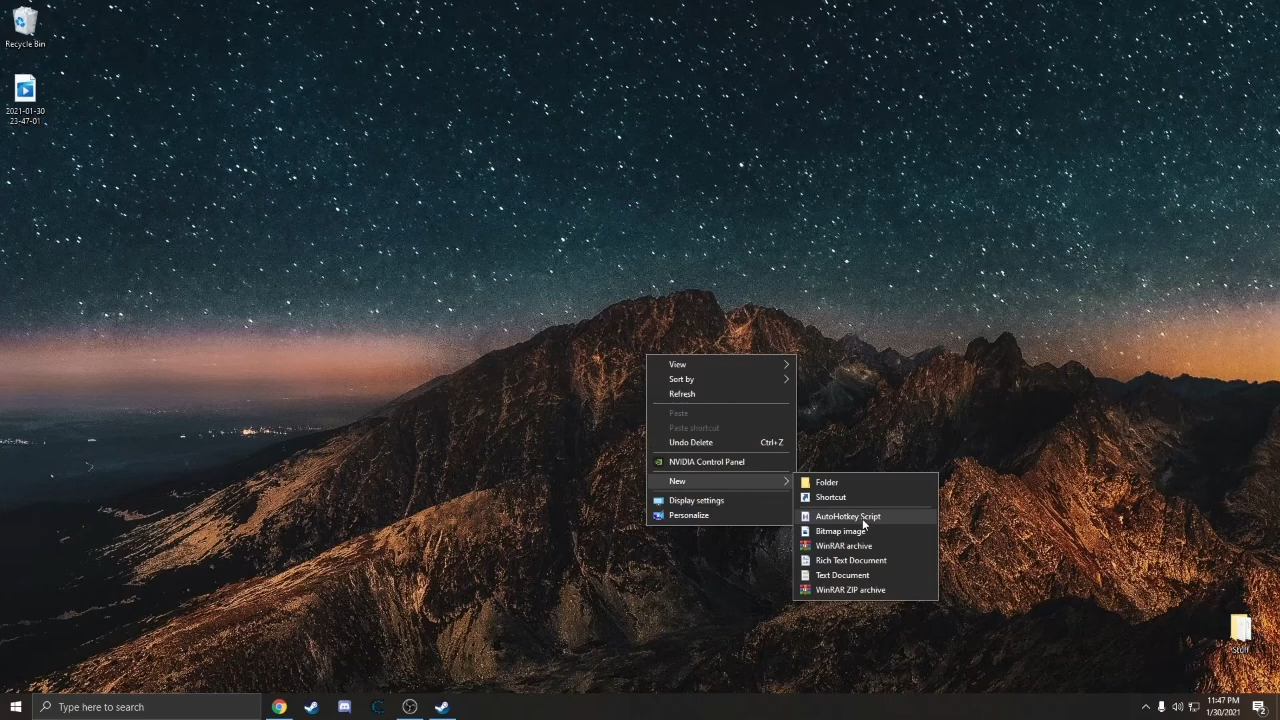 Recycle Bin
2021-01-30
23-47-01
View
Sort by
Refresh
Paste
Paste shortcut
Undo Delete Ctrl+Z
NVIDIA Control Panel
New
Display settings
Personalize
Folder
Shortcut
AutoHotkey Script
Bitmap image
WinRAR archive
Rich Text Document
Text Document
WinRAR ZIP archive
Stuff
Type here to search
11:47 PM
1/30/2021
2